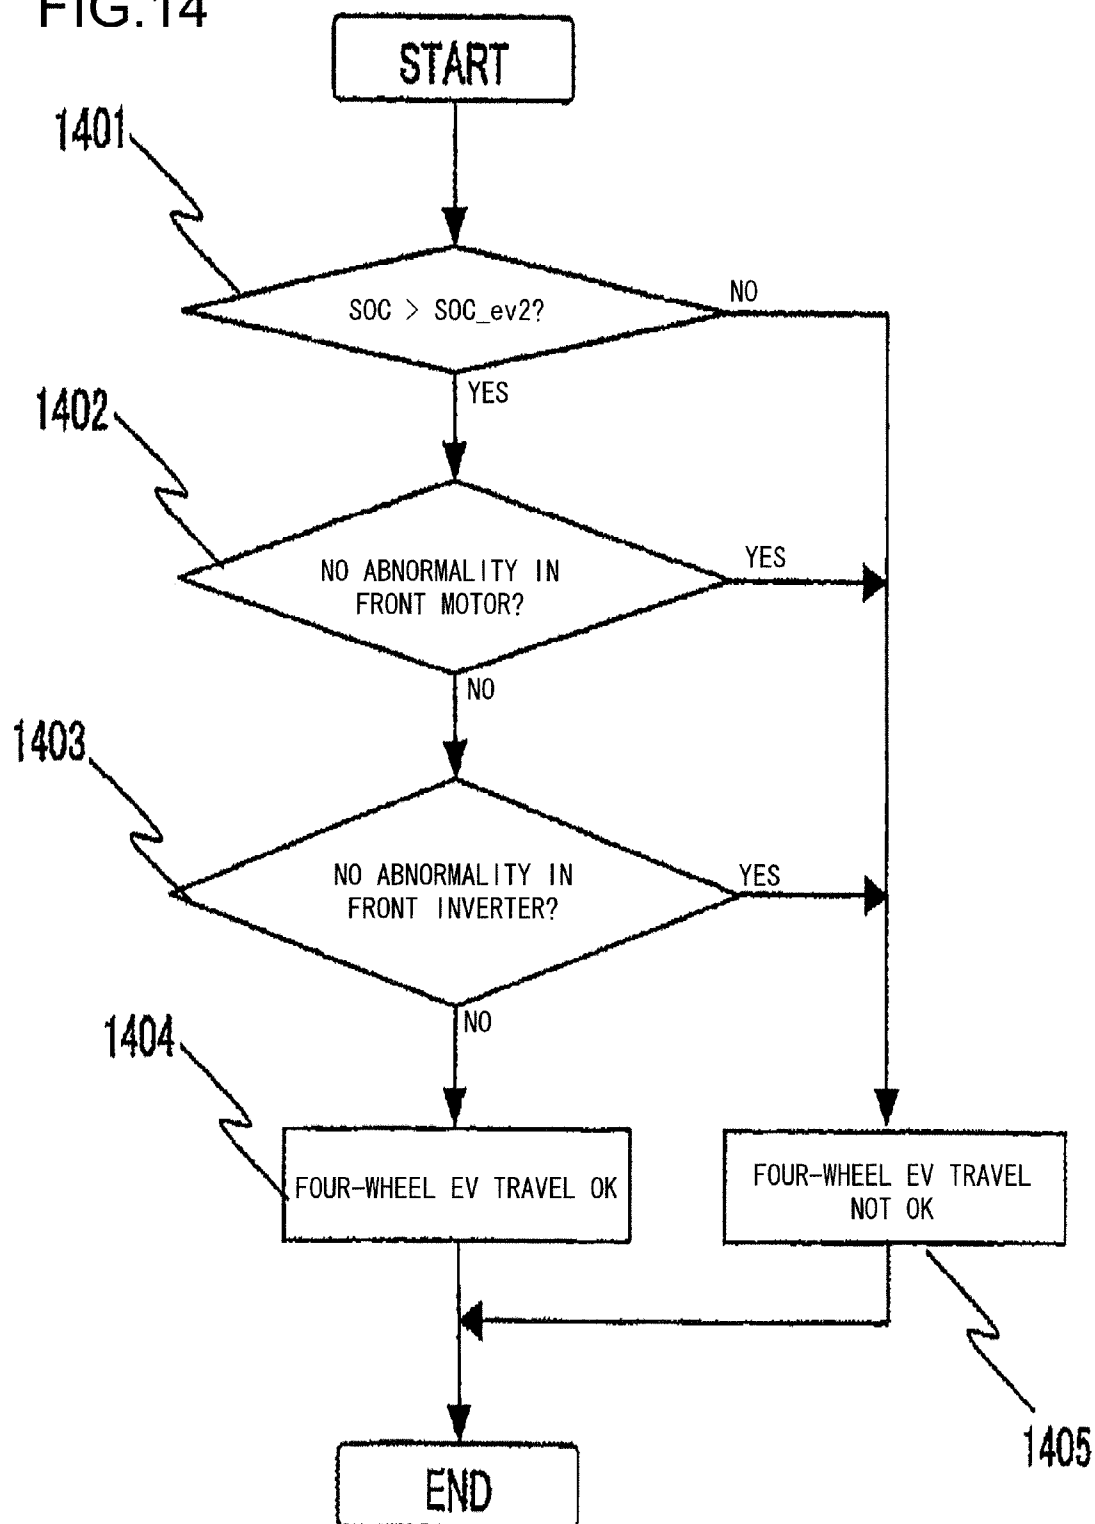 FIG.14
START
1401
SOC > SOC_ev2?
NO
YES
1402
NO ABNORMALITY IN
FRONT MOTOR?
YES
NO
1403
NO ABNORMALITY IN
FRONT INVERTER?
YES
NO
1404
FOUR-WHEEL EV TRAVEL OK
FOUR-WHEEL EV TRAVEL
NOT OK
1405
END